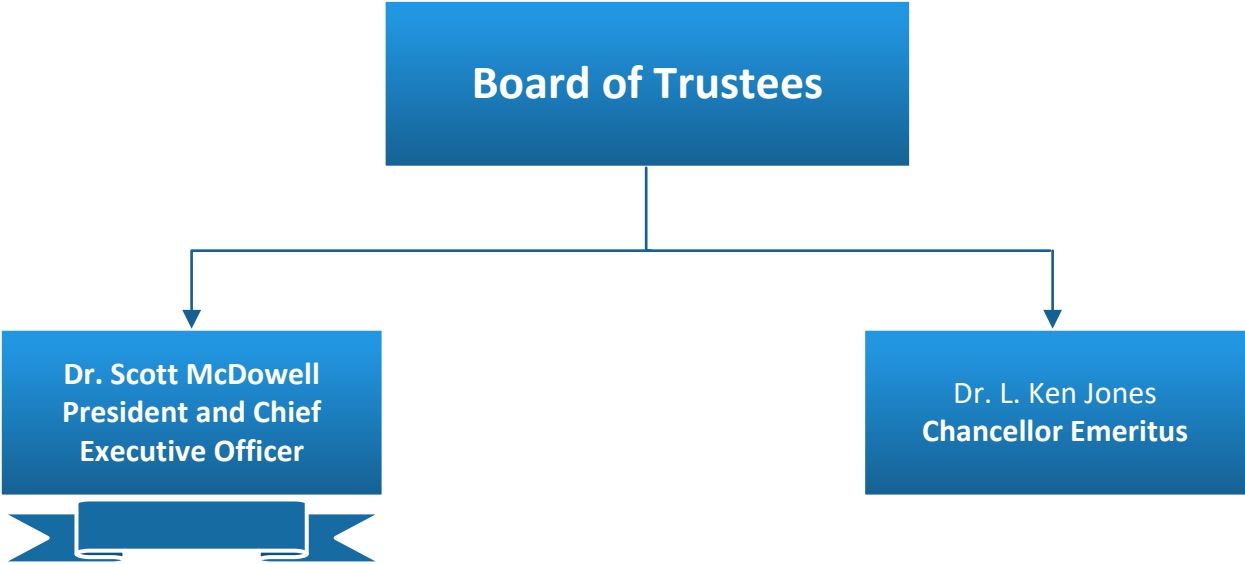 Board of Trustees
Dr. Scott McDowell
President and Chief
Executive Officer
Dr. L. Ken Jones
Chancellor Emeritus